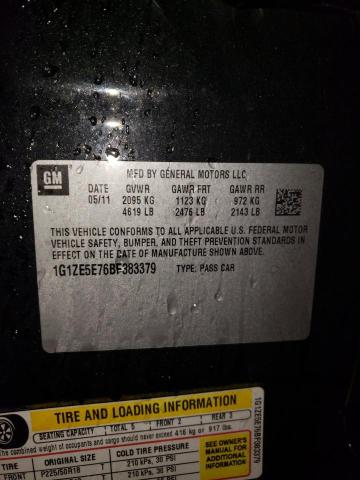 GM
MFD BY GENERAL MOTORS LLC
DATE GVWR GAWR FRT GAWR RR
05/11 2095 KG 1123 KG 972 KG
4619 LB 2476 LB 2143 LB
THIS VEHICLE CONFORMS TO ALL APPLICABLE U.S. FEDERAL MOTOR
VEHICLE SAFETY, BUMPER, AND THEFT PREVENTION STANDARDS IN
EFFECT ON THE DATE OF MANUFACTURE SHOWN ABOVE.
1G1ZE5E76BF383379 TYPE: PASS CAR
TIRE AND LOADING INFORMATION
SEATING CAPACITY TOTAL 5 FRONT 2 REAR 3
The combined weight of occupants and cargo should never exceed 416 kg or 917 lbs.
TIRE ORIGINAL SIZE COLD TIRE PRESSURE
FRONT P225/50R18 210 kPa, 30 PSI
210 kPa, 30 PSI
SEE OWNER'S
MANUAL FOR
ADDITIONAL
INFORMATION
1G1ZE5E76BF383379